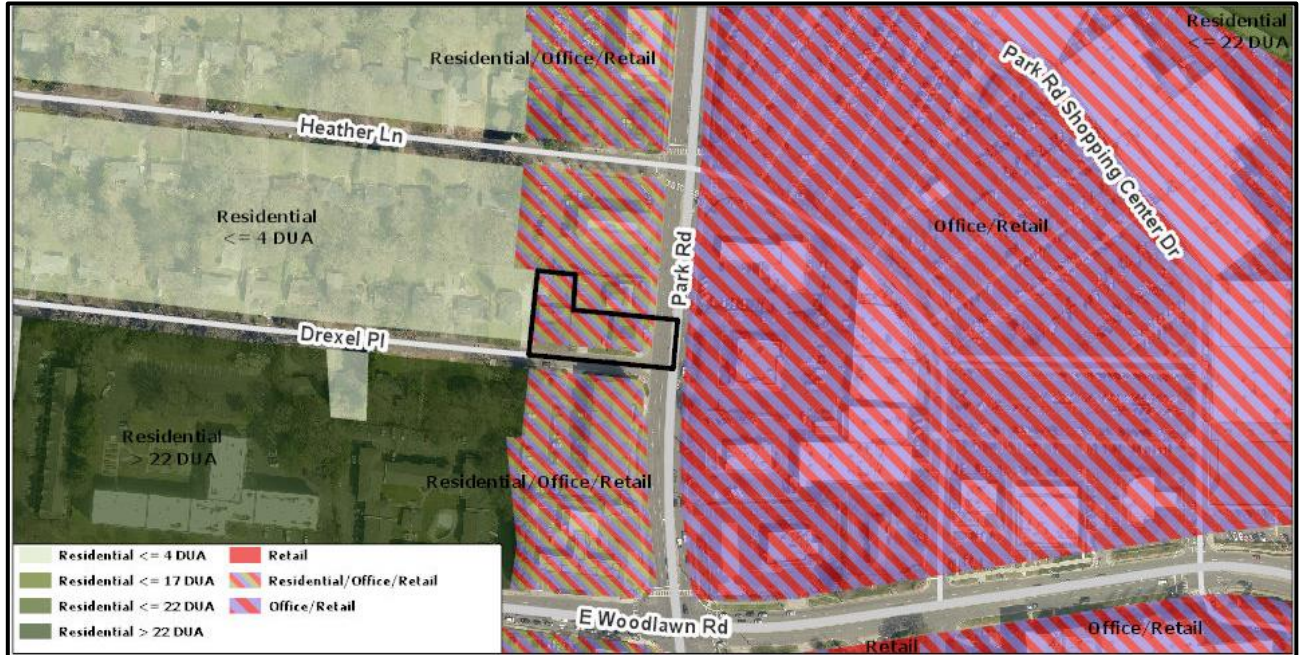 Residential
<= 22 DUA
Residential/Office/Retail
Park Rd Shopping Center Dr
Heather Ln
Residential
<= 4 DUA
Office/Retail
Park Rd
Drexel Pl
Residential
> 22 DUA
Residential/Office/Retail
Residential <= 4 DUA
Retail
Residential <= 17 DUA
Residential/Office/Retail
Residential <= 22 DUA
Office/Retail
Residential > 22 DUA
E Woodlawn Rd
Office/Retail
Retail